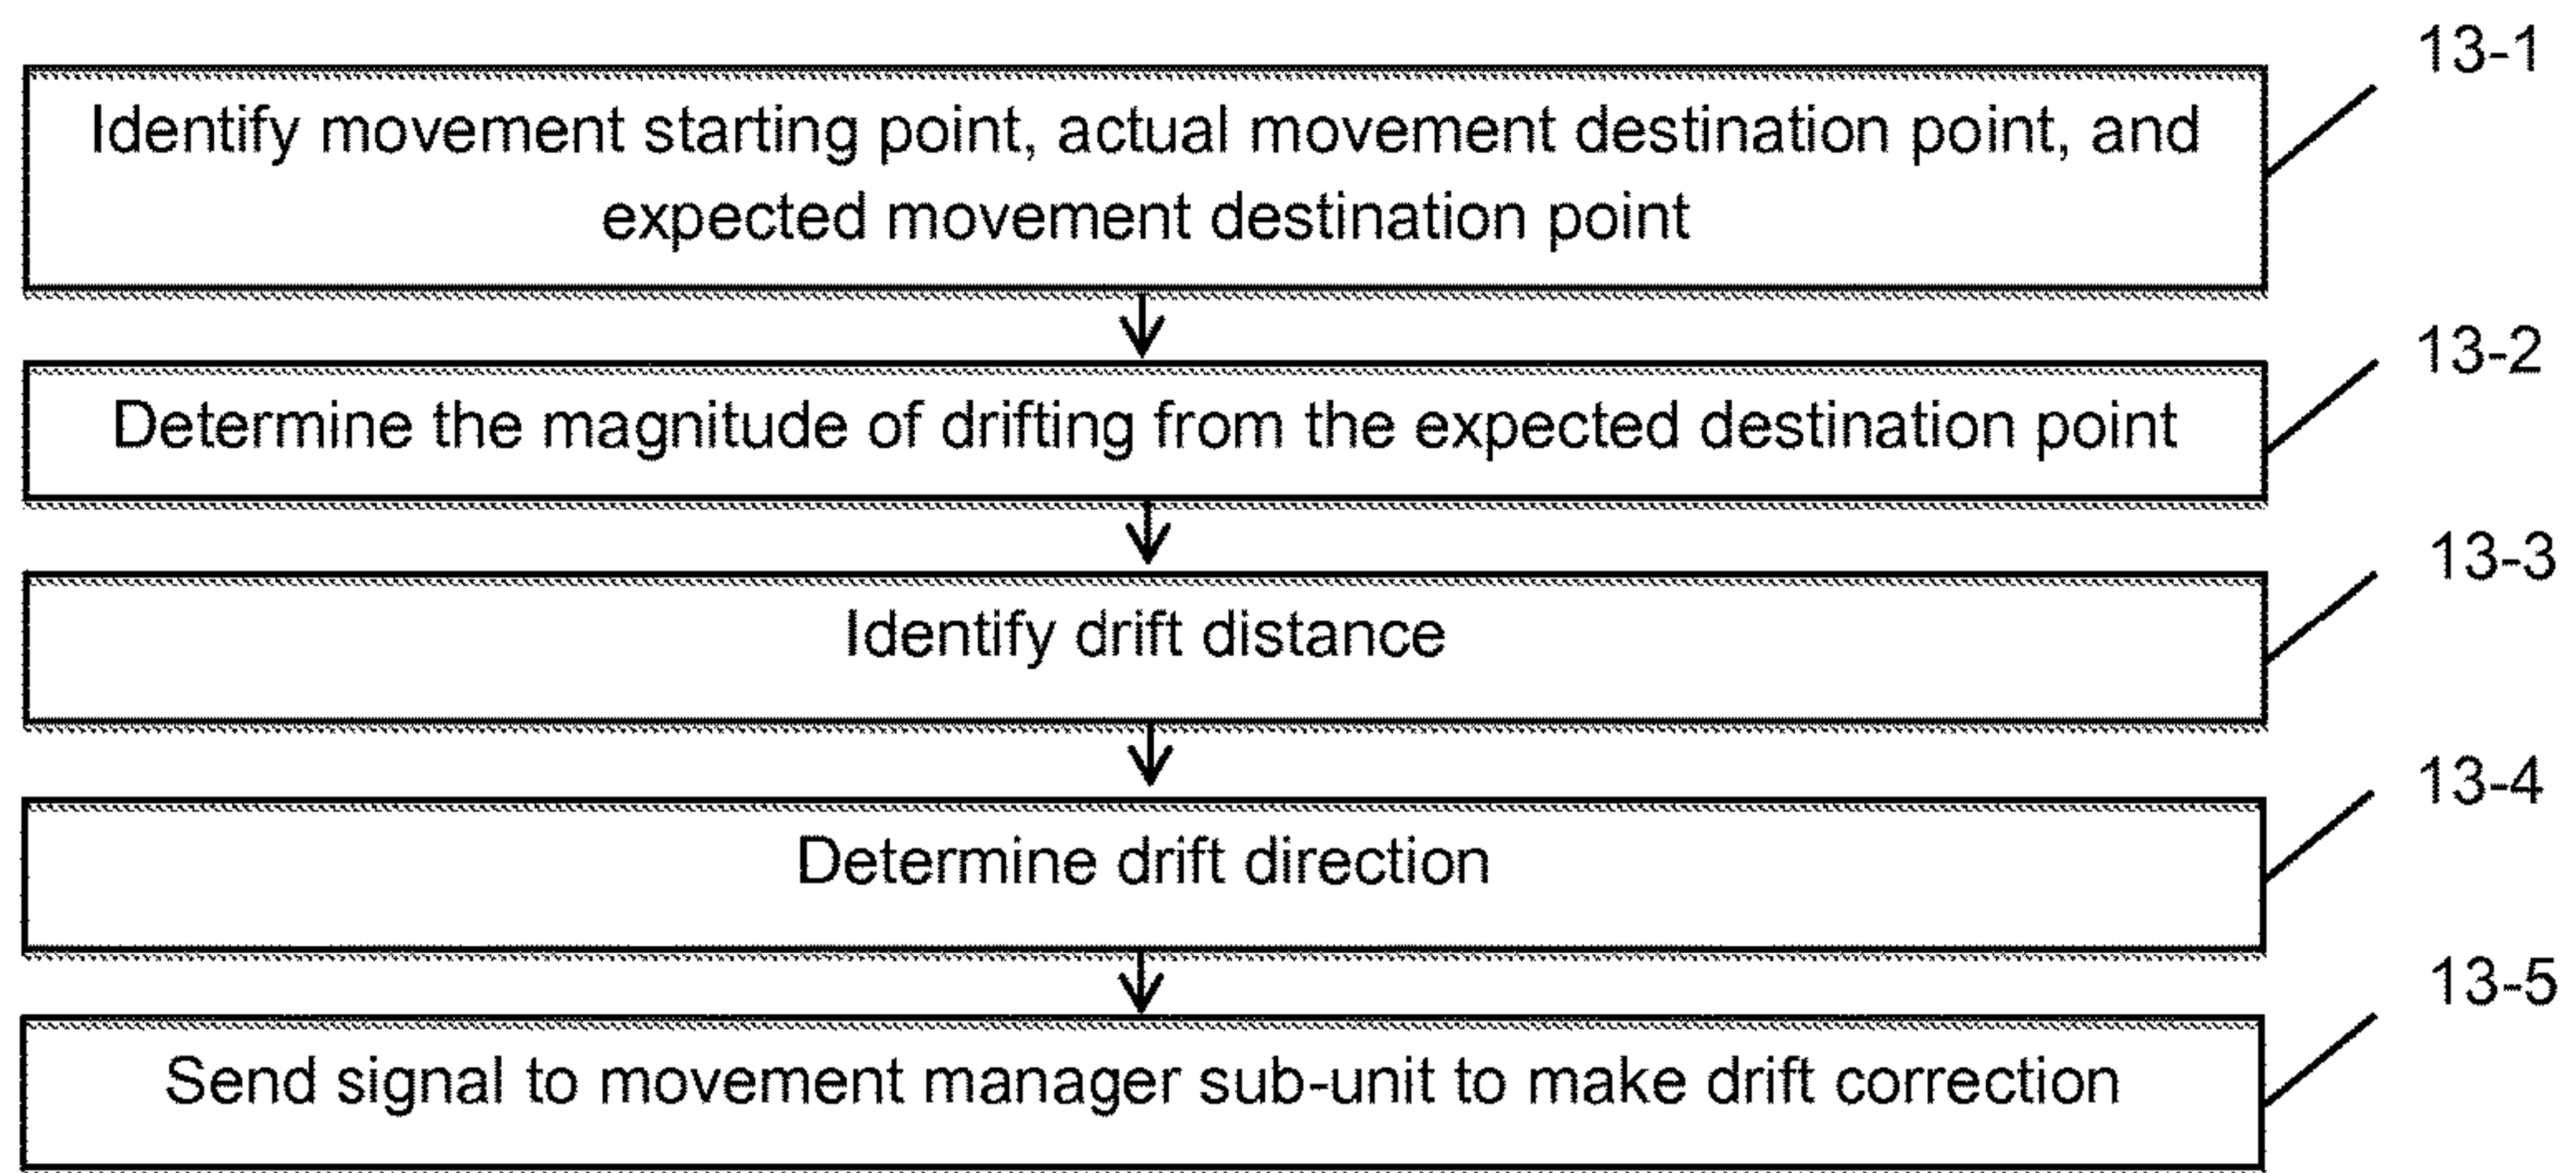 13-1
Identify movement starting point, actual movement destination point, and
expected movement destination point
13-2
Determine the magnitude of drifting from the expected destination point
13-3
Identify drift distance
13-4
Determine drift direction
13-5
Send signal to movement manager sub-unit to make drift correction